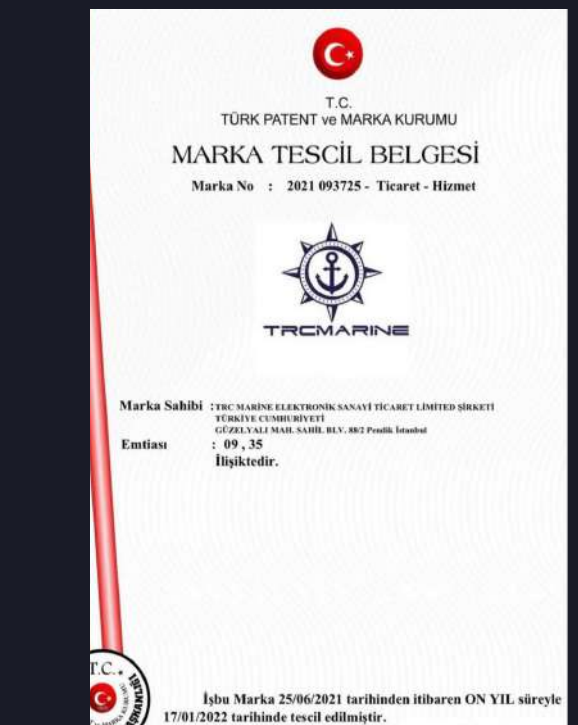 T.C.
TÜRK PATENT ve MARKA KURUMU
MARKA TESCİL BELGESİ
Marka No : 2021 093725 - Ticaret - Hizmet
TRCMARINE
Marka Sahibi : TRC MARİNE ELEKTRONİK SANAYİ TİCARET LİMİTED ŞİRKETİ
TÜRKİYE CUMHURİYETİ
GÜZELYALI MAH. SAHİL BLV. 88/2 Pendik İstanbul
Emtiası : 09 , 35
İlişiktedir.
T.C.
İşbu Marka 25/06/2021 tarihinden itibaren ON YIL süreyle
17/01/2022 tarihinde tescil edilmiştir.